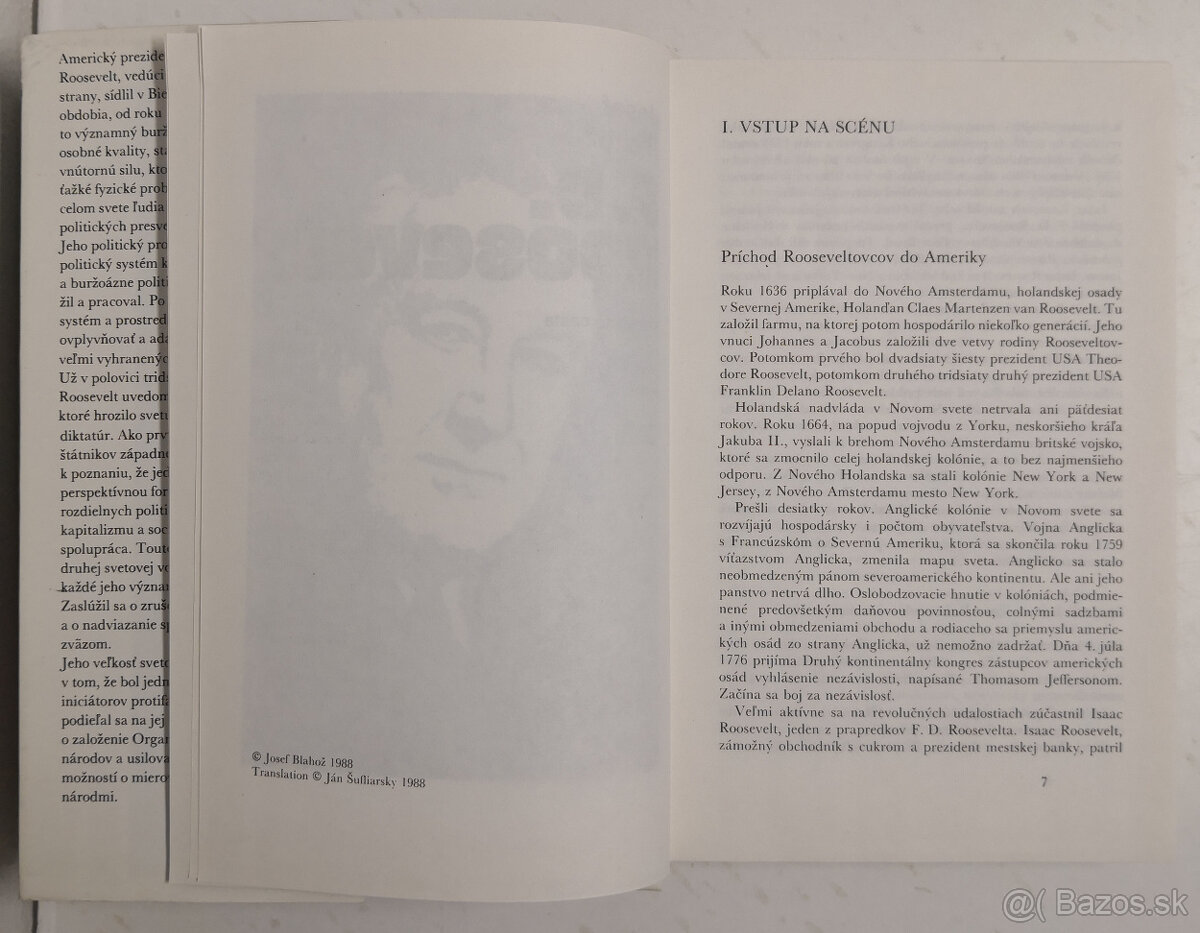 Americký prezide
Roosevelt, vedúci
strany, sídlil v Bie
obdobia, od roku
to významný burž
osobné kvality, sta
vnútornú silu, kto
ťažké fyzické prob
celom svete ľudia
politických presve
Jeho politický pro
politický systém k
a buržoázne polit
žil a pracoval. Po
systém a prostred
ovplyvňovať a ada
veľmi vyhranenýc
Už v polovici trid
Roosevelt uvedom
ktoré hrozilo svetu
diktatúr. Ako prv
štátnikov západne
k poznaniu, že jed
perspektívnou for
rozdielnych politi
kapitalizmu a soc
spolupráca. Tout
druhej svetovej vo
každé jeho význam
Zaslúžil sa o zruš
a o nadviazanie sp
zväzom.
Jeho veľkosť sveto
v tom, že bol jedn
iniciátorov protifa
podieľal sa na jej
o založenie Organ
národov a usilova
možností o miero
národmi.
© Josef Blahož 1988
Translation © Ján Šufliarsky 1988
I. VSTUP NA SCÉNU
Príchod Rooseveltovcov do Ameriky
Roku 1636 priplával do Nového Amsterdamu, holandskej osady
v Severnej Amerike, Holanďan Claes Martenzen van Roosevelt. Tu
založil farmu, na ktorej potom hospodárilo niekoľko generácií. Jeho
vnuci Johannes a Jacobus založili dve vetvy rodiny Rooseveltov-
cov. Potomkom prvého bol dvadsiaty šiesty prezident USA Theo-
dore Roosevelt, potomkom druhého tridsiaty druhý prezident USA
Franklin Delano Roosevelt.
Holandská nadvláda v Novom svete netrvala ani päťdesiat
rokov. Roku 1664, na popud vojvodu z Yorku, neskoršieho kráľa
Jakuba II., vyslali k brehom Nového Amsterdamu britské vojsko,
ktoré sa zmocnilo celej holandskej kolónie, a to bez najmenšieho
odporu. Z Nového Holandska sa stali kolónie New York a New
Jersey, z Nového Amsterdamu mesto New York.
Prešli desiatky rokov. Anglické kolónie v Novom svete sa
rozvíjajú hospodársky i počtom obyvateľstva. Vojna Anglicka
s Francúzskom o Severnú Ameriku, ktorá sa skončila roku 1759
víťazstvom Anglicka, zmenila mapu sveta. Anglicko sa stalo
neobmedzeným pánom severoamerického kontinentu. Ale ani jeho
panstvo netrvá dlho. Oslobodzovacie hnutie v kolóniách, podmie-
nené predovšetkým daňovou povinnosťou, colnými sadzbami
a inými obmedzeniami obchodu a rodiaceho sa priemyslu americ-
kých osád zo strany Anglicka, už nemožno zadržať. Dňa 4. júla
1776 prijíma Druhý kontinentálny kongres zástupcov amerických
osád vyhlásenie nezávislosti, napísané Thomasom Jeffersonom.
Začína sa boj za nezávislosť.
Veľmi aktívne sa na revolučných udalostiach zúčastnil Isaac
Roosevelt, jeden z prapredkov F. D. Roosevelta. Isaac Roosevelt,
zámožný obchodník s cukrom a prezident mestskej banky, patril
7
@( Bazos.sk